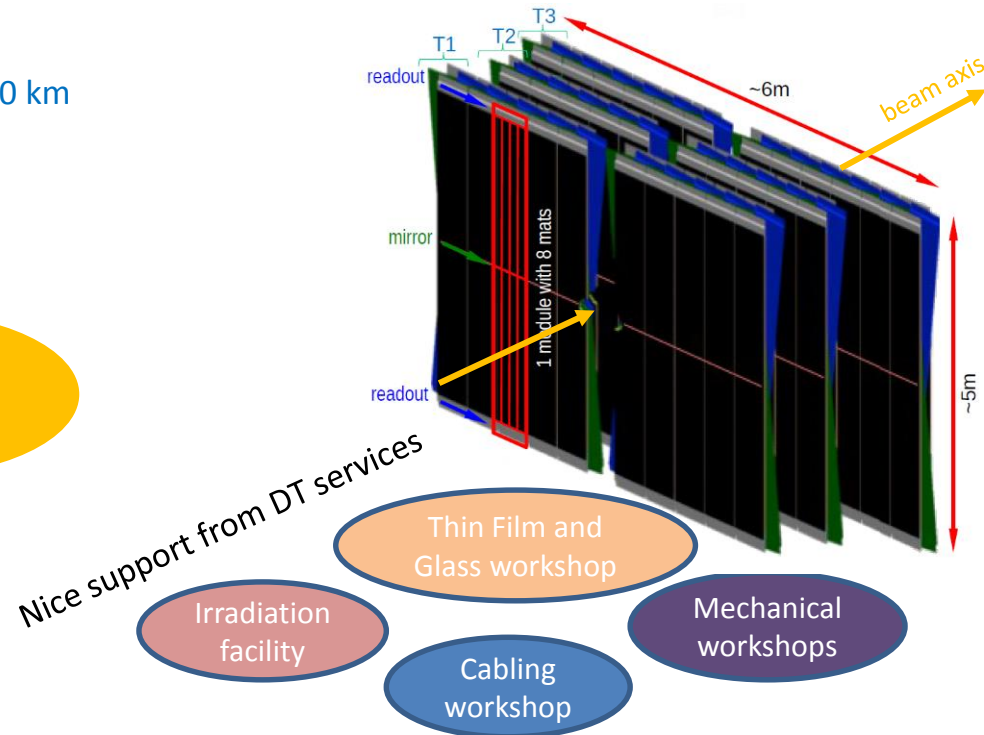 T3
T2
T1
readout
0 km
~6m
beam axis
mirror
1 module with 8 mats
readout
~5m
Nice support from DT services
Thin Film and
Glass workshop
Irradiation
facility
Mechanical
workshops
Cabling
workshop